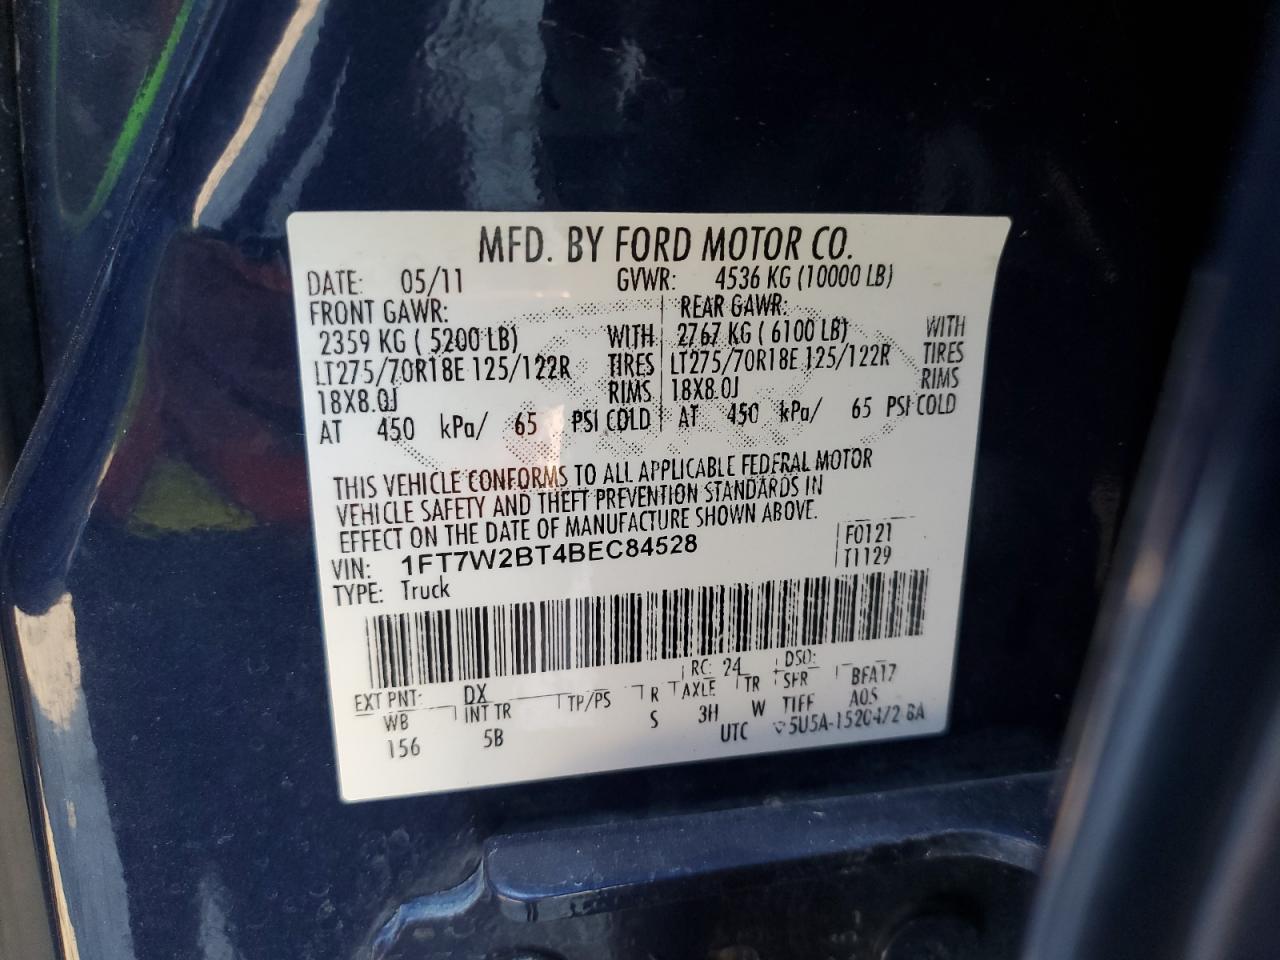 MFD. BY FORD MOTOR CO.
DATE: 05/11 GVWR: 4536 KG (10000 LB)
FRONT GAWR: REAR GAWR:
2359 KG ( 5200 LB) WITH 2767 KG ( 6100 LB) WITH
LT275/70R18E 125/122R TIRES LT275/70R18E 125/122R TIRES
18X8.0J RIMS 18X8.0J RIMS
AT 450 kPa/ 65 PSI COLD AT 450 kPa/ 65 PSI COLD
THIS VEHICLE CONFORMS TO ALL APPLICABLE FEDERAL MOTOR
VEHICLE SAFETY AND THEFT PREVENTION STANDARDS IN
EFFECT ON THE DATE OF MANUFACTURE SHOWN ABOVE.
VIN: 1FT7W2BT4BEC84528 F0121
TYPE: Truck T1129
EXT PNT: DX RC: 24 DSO:
WB INT TR TP/PS R AXLE TR SPR BFA17
156 5B S 3H W TIFF AOS
UTC